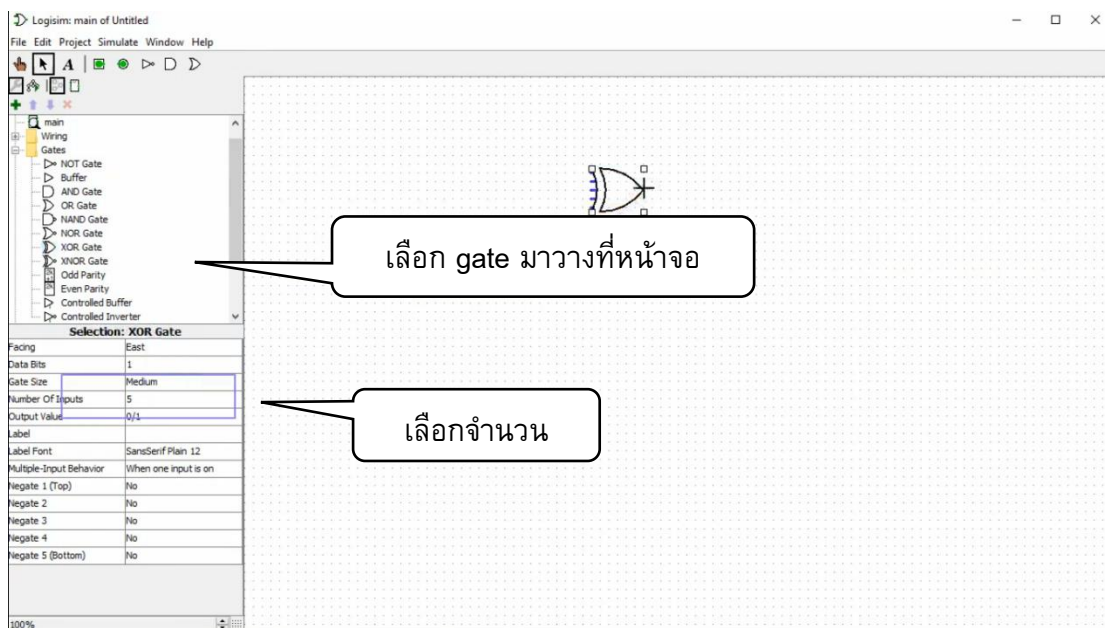 Logisim: main of Untitled
File Edit Project Simulate Window Help
A
main
Wiring
Gates
NOT Gate
Buffer
AND Gate
OR Gate
NAND Gate
NOR Gate
XOR Gate
XNOR Gate
Odd Parity
Even Parity
Controlled Buffer
Controlled Inverter
เลือก gate มาวางที่หน้าจอ
Selection: XOR Gate
Facing East
Data Bits 1
Gate Size Medium
Number Of Inputs 5
Output Value 0/1
Label
Label Font SansSerif Plain 12
Multiple-Input Behavior When one input is on
Negate 1 (Top) No
Negate 2 No
Negate 3 No
Negate 4 No
Negate 5 (Bottom) No
เลือกจำนวน
100%